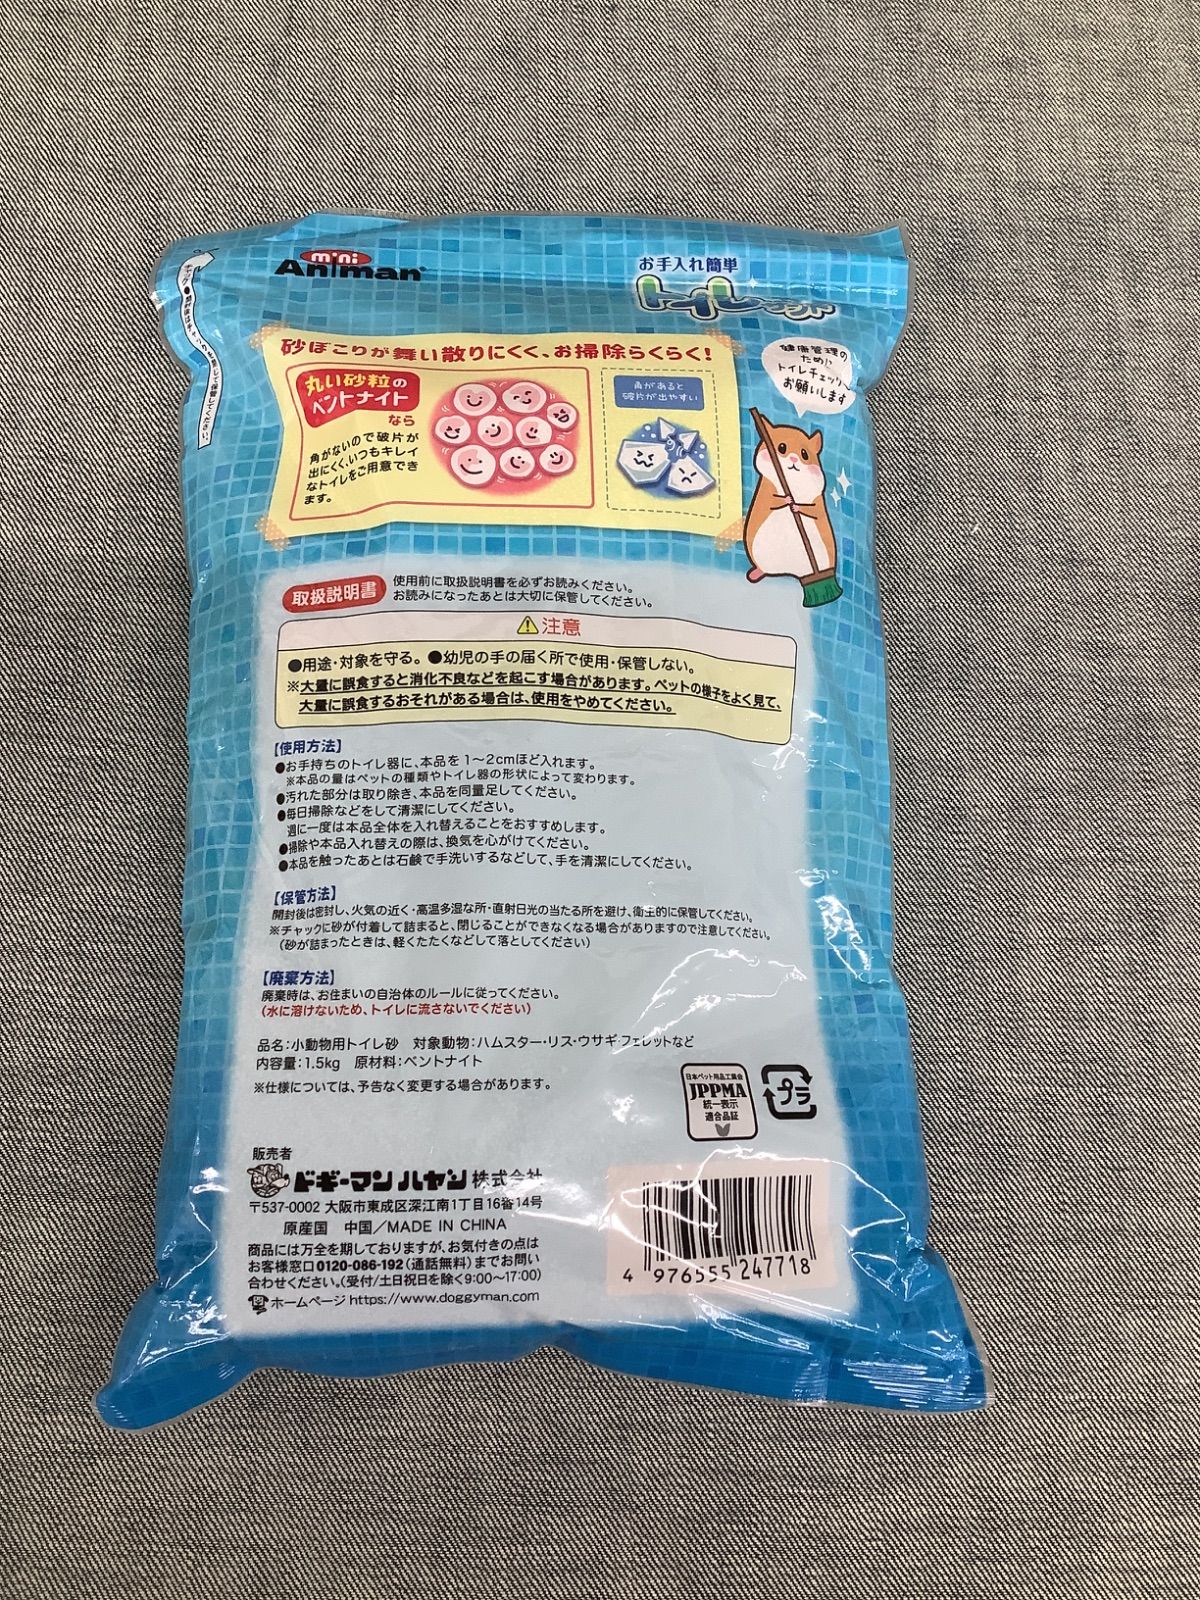 mini
Animan
お手入れ簡単
トイレサンド
砂ぼこりが舞い散りにくく、お掃除らくらく!
丸い砂粒の
ベントナイト
なら
角がないので破片が
出にくく、いつもキレイ
なトイレをご用意でき
ます。
角があると
破片が出やすい
健康管理の
ために
トイレチェック、
お願いします
取扱説明書
使用前に取扱説明書を必ずお読みください。
お読みになったあとは大切に保管してください。
注意
●用途・対象を守る。●幼児の手の届く所で使用・保管しない。
※大量に誤食すると消化不良などを起こす場合があります。ペットの様子をよく見て、
大量に誤食するおそれがある場合は、使用をやめてください。
【使用方法】
●お手持ちのトイレ器に、本品を1〜2cmほど入れます。
※本品の量はペットの種類やトイレ器の形状によって変わります。
●汚れた部分は取り除き、本品を同量足してください。
●毎日掃除などをして清潔にしてください。
週に一度は本品全体を入れ替えることをおすすめします。
●掃除や本品入れ替えの際は、換気を心がけてください。
●本品を触ったあとは石鹸で手洗いするなどして、手を清潔にしてください。
【保管方法】
開封後は密封し、火気の近く・高温多湿な所・直射日光の当たる所を避け、衛生的に保管してください。
※チャックに砂が付着して詰まると、閉じることができなくなる場合がありますので注意してください。
(砂が詰まったときは、軽くたたくなどして落としてください)
【廃棄方法】
廃棄時は、お住まいの自治体のルールに従ってください。
(水に溶けないため、トイレに流さないでください)
品名:小動物用トイレ砂 対象動物:ハムスター・リス・ウサギ・フェレットなど
内容量:1.5kg 原材料:ベントナイト
※仕様については、予告なく変更する場合があります。
日本ペット用品工業会
JPPMA
統一表示
適合品証
プラ
販売者
ドギーマンハヤシ株式会社
〒537-0002 大阪市東成区深江南1丁目16番14号
原産国 中国/MADE IN CHINA
商品には万全を期しておりますが、お気付きの点は
お客様窓口0120-086-192(通話無料)までお問い
合わせください。(受付/土日祝日を除く9:00〜17:00)
ホームページ https://www.doggyman.com
4 976555 247718